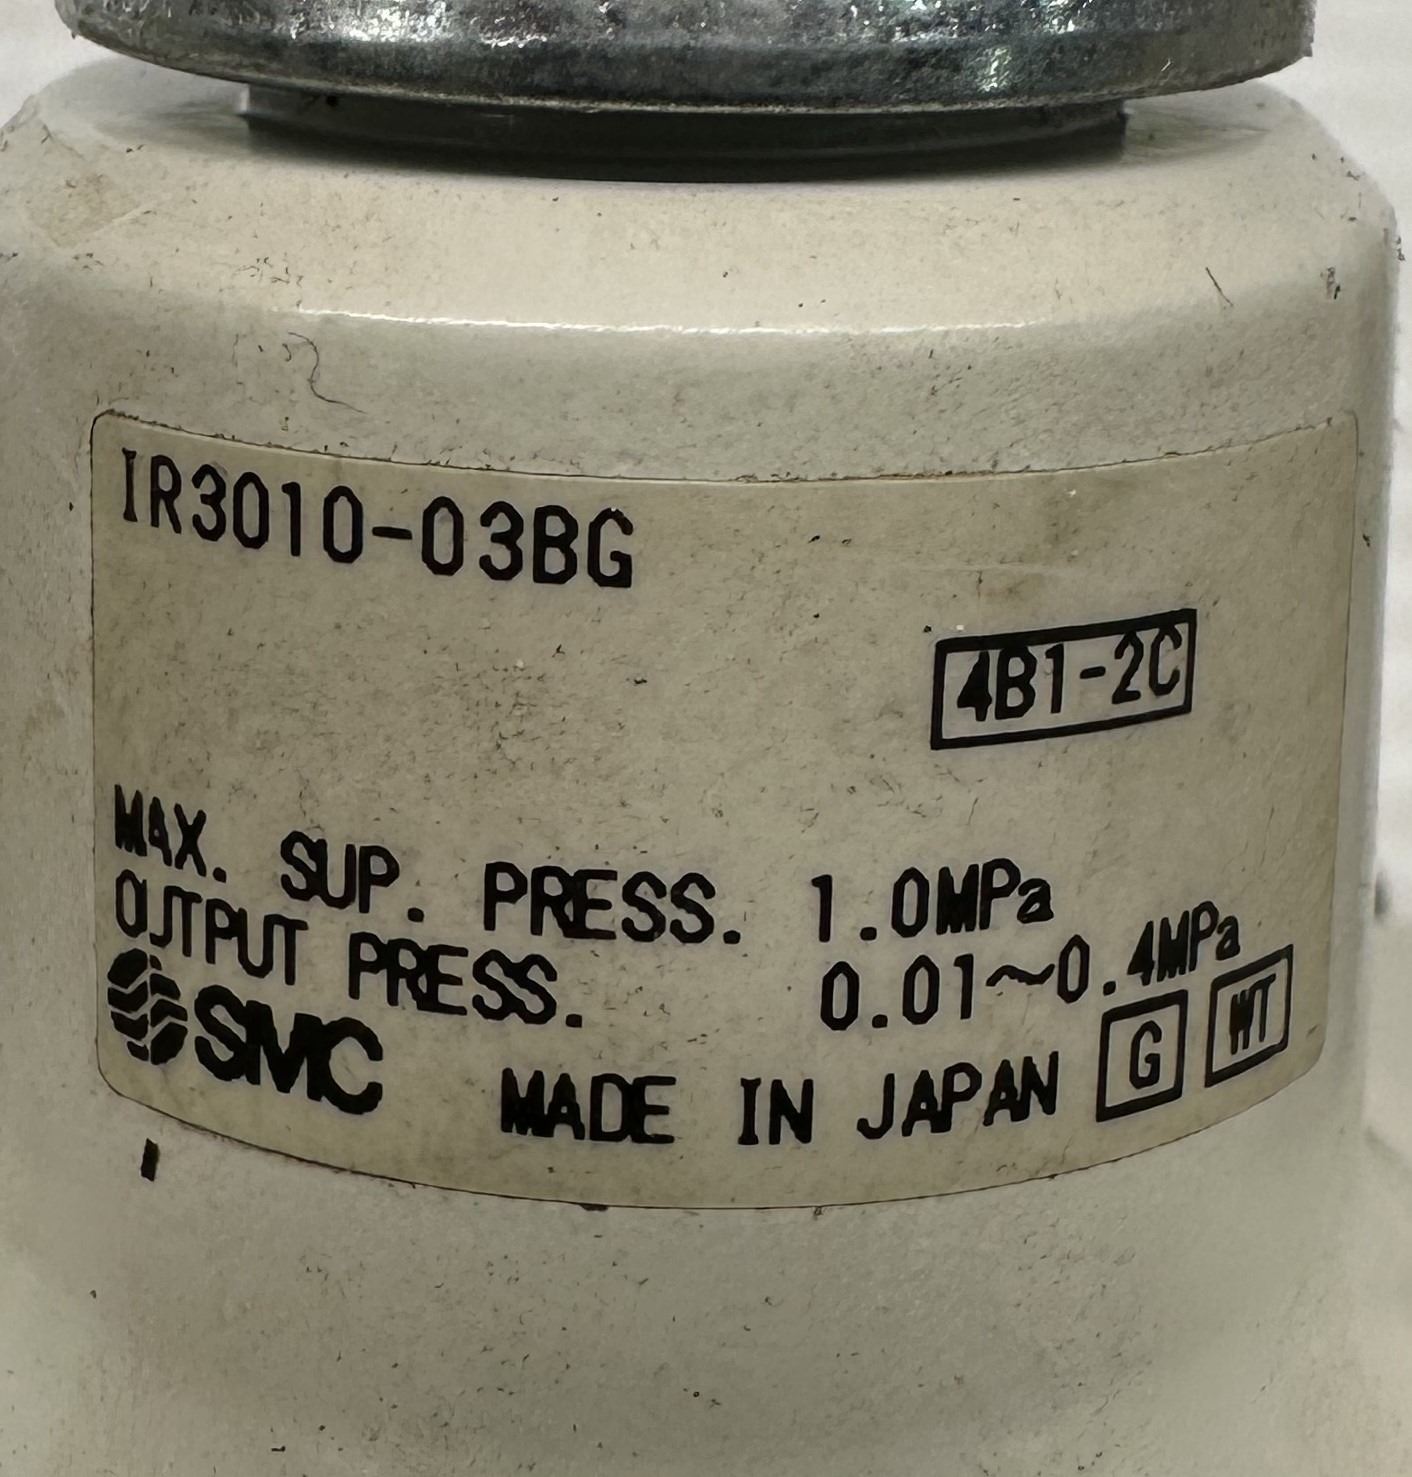 IR3010-03BG
4B1-2C
MAX. SUP. PRESS. 1.0MPa
OUTPUT PRESS. 0.01～0.4MPa
SMC MADE IN JAPAN G WT